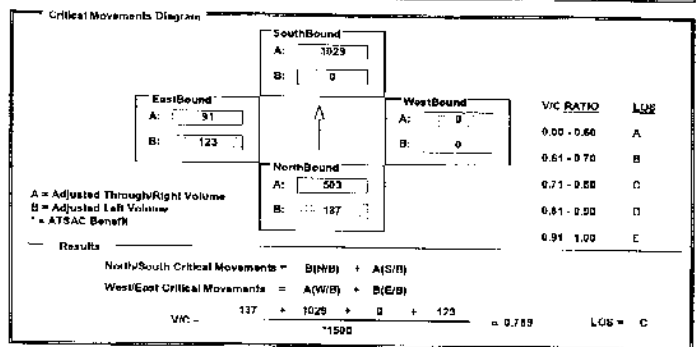 Critical Movements Diagram
SouthBound
A: 1029
B: 0
EastBound
A: 91
B: 123
WestBound
A: 0
B: 0
NorthBound
A: 503
B: 137
V/C RATIO LOS
0.00 - 0.60 A
0.61 - 0.70 B
0.71 - 0.80 C
0.81 - 0.90 D
0.91 - 1.00 E
A = Adjusted Through/Right Volume
B = Adjusted Left Volume
* = ATSAC Benefit
Results
North/South Critical Movements = B(N/B) + A(S/B)
West/East Critical Movements = A(W/B) + B(E/B)
V/C = 137 + 1029 + 0 + 123 = 0.789 LOS = C
*1500